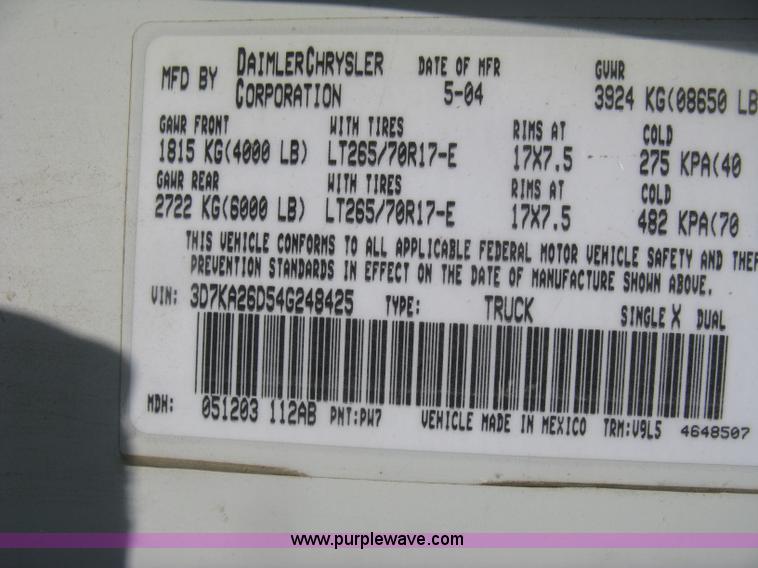 MFD BY DAIMLERCHRYSLER CORPORATION DATE OF MFR 5-04 GVWR 3924 KG(08650 LB
GAWR FRONT WITH TIRES RIMS AT COLD
1815 KG(4000 LB) LT265/70R17-E 17X7.5 275 KPA(40
GAWR REAR WITH TIRES RIMS AT COLD
2722 KG(6000 LB) LT265/70R17-E 17X7.5 482 KPA(70
THIS VEHICLE CONFORMS TO ALL APPLICABLE FEDERAL MOTOR VEHICLE SAFETY AND THEF
PREVENTION STANDARDS IN EFFECT ON THE DATE OF MANUFACTURE SHOWN ABOVE.
VIN: 3D7KA26D54G248425 TYPE: TRUCK SINGLE X DUAL
MDH: 051203 112AB PNT:PW7 VEHICLE MADE IN MEXICO TRM:V9L5 4648507
www.purplewave.com